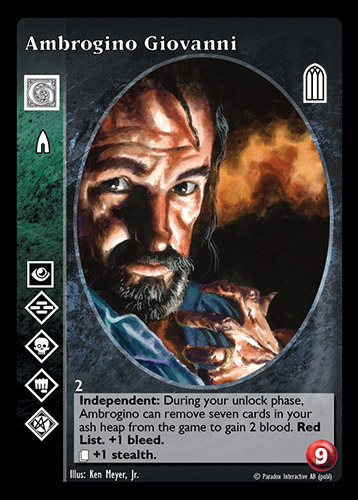 Ambrogino Giovanni
G
2
Independent: During your unlock phase,
Ambrogino can remove seven cards in your
ash heap from the game to gain 2 blood. Red
List. +1 bleed.
+1 stealth.
9
Illus: Ken Meyer, Jr.
© Paradox Interactive AB (publ)